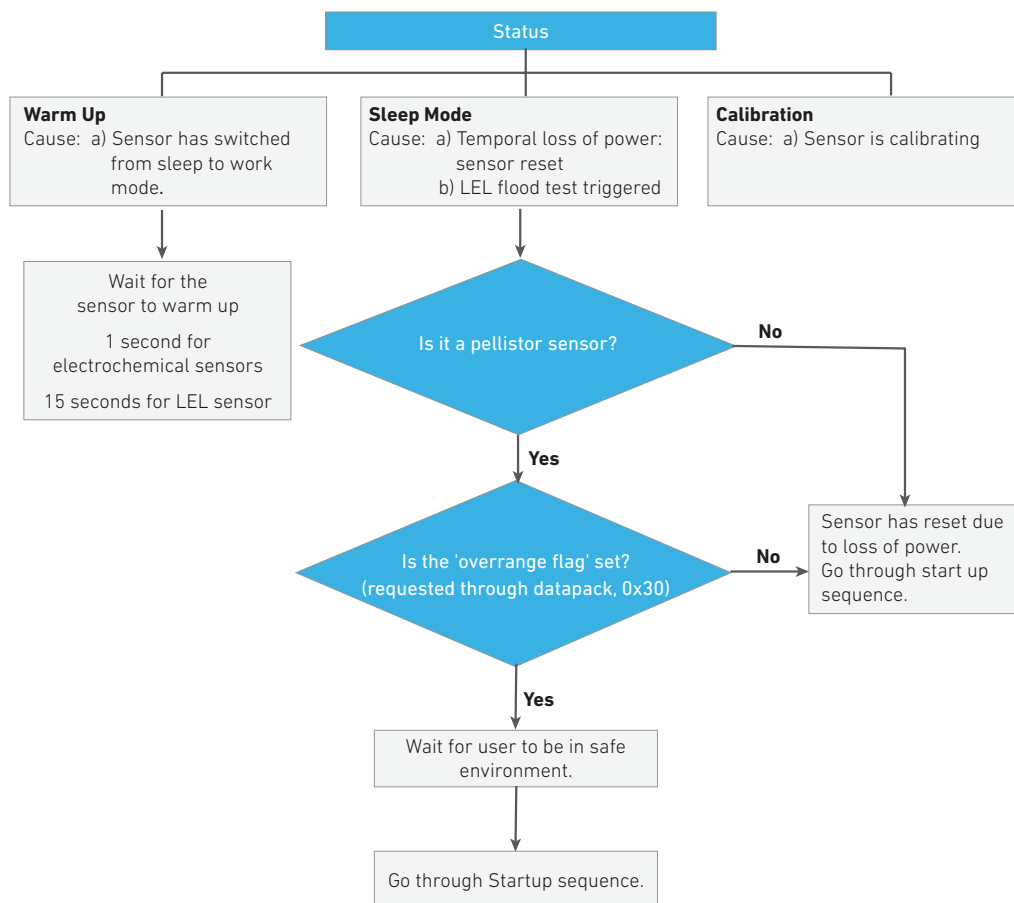 Status
Warm Up
Cause: a) Sensor has switched
from sleep to work
mode.
Sleep Mode
Cause: a) Temporal loss of power:
sensor reset
b) LEL flood test triggered
Calibration
Cause: a) Sensor is calibrating
Wait for the
sensor to warm up
1 second for
electrochemical sensors
15 seconds for LEL sensor
Is it a pellistor sensor?
No
Yes
Is the 'overrange flag' set?
(requested through datapack, 0x30)
No
Sensor has reset due
to loss of power.
Go through start up
sequence.
Yes
Wait for user to be in safe
environment.
Go through Startup sequence.